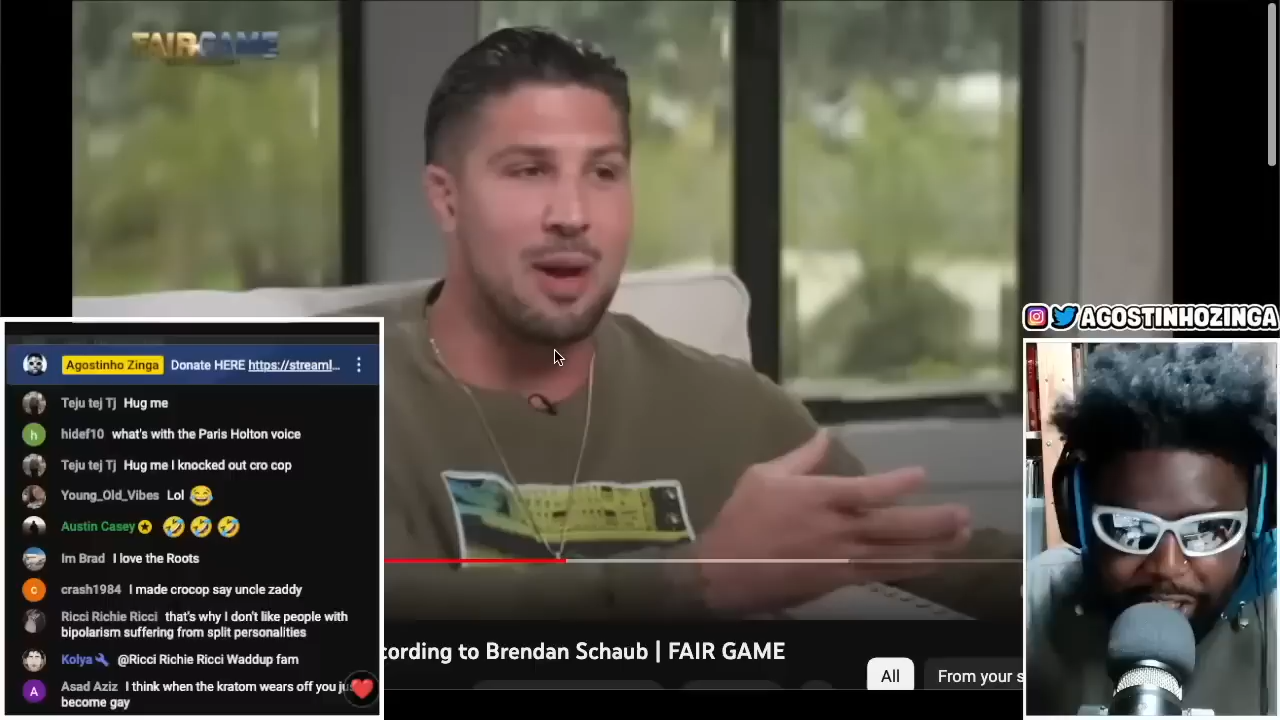 FAIR GAME
AGOSTINHOZINGA
Agostinho Zinga Donate HERE https://streaml...
Teju tej Tj Hug me
h hidef10 what's with the Paris Holton voice
Teju tej Tj Hug me I knocked out cro cop
Young_Old_Vibes Lol 😂
Austin Casey 🤣🤣🤣
Im Brad I love the Roots
c crash1984 I made crocop say uncle zaddy
Ricci Richie Ricci that's why I don't like people with
bipolarism suffering from split personalities
Kolya @Ricci Richie Ricci Waddup fam
A Asad Aziz I think when the kratom wears off you ju
become gay
cording to Brendan Schaub | FAIR GAME
All From your s